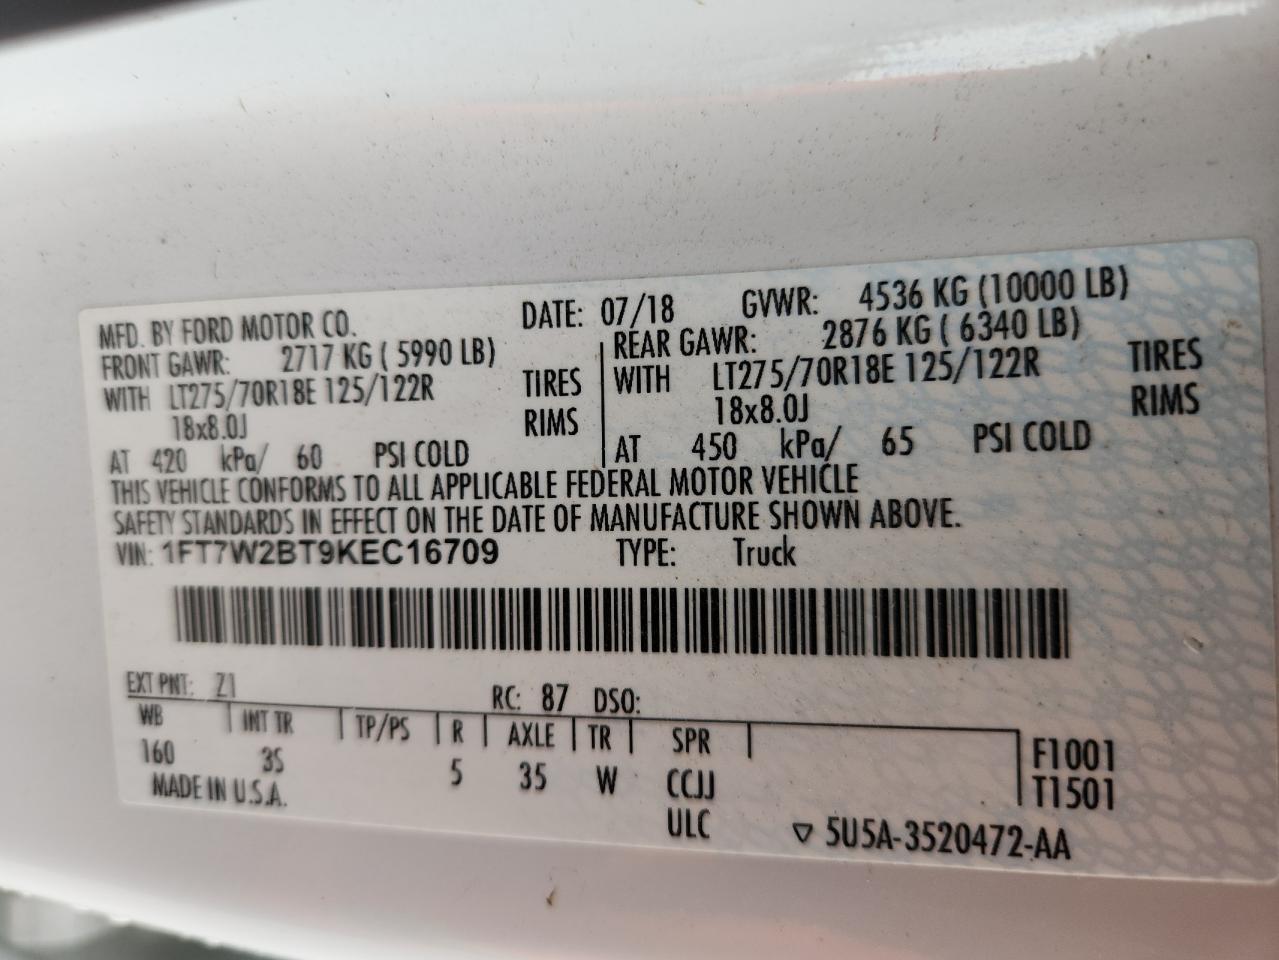 MFD. BY FORD MOTOR CO. DATE: 07/18 GVWR: 4536 KG (10000 LB)
FRONT GAWR: 2717 KG ( 5990 LB) REAR GAWR: 2876 KG ( 6340 LB)
WITH LT275/70R18E 125/122R TIRES WITH LT275/70R18E 125/122R TIRES
18x8.0J RIMS 18x8.0J RIMS
AT 420 kPa/ 60 PSI COLD AT 450 kPa/ 65 PSI COLD
THIS VEHICLE CONFORMS TO ALL APPLICABLE FEDERAL MOTOR VEHICLE
SAFETY STANDARDS IN EFFECT ON THE DATE OF MANUFACTURE SHOWN ABOVE.
VIN: 1FT7W2BT9KEC16709 TYPE: Truck
EXT PNT: Z1 RC: 87 DSO:
WB INT TR TP/PS R AXLE TR SPR F1001
160 3S 5 35 W CCJJ T1501
MADE IN U.S.A. ULC ▽ 5U5A-3520472-AA